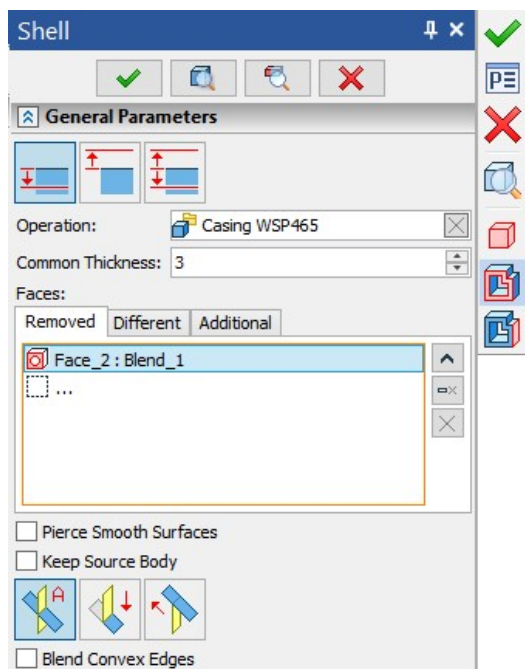 Shell
General Parameters
Operation: Casing WSP465
Common Thickness: 3
Faces:
Removed Different Additional
Face_2 : Blend_1
...
Pierce Smooth Surfaces
Keep Source Body
A
Blend Convex Edges